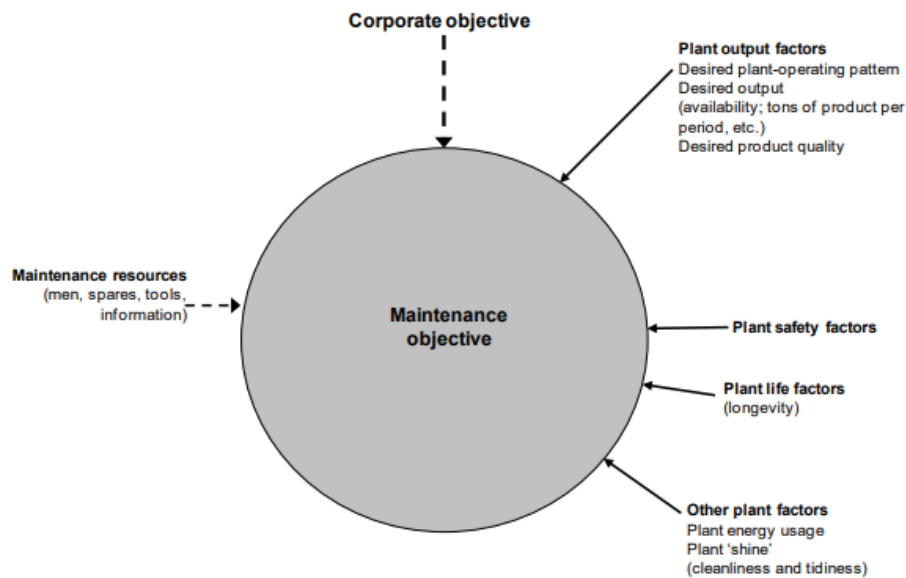 Corporate objective
Plant output factors
Desired plant-operating pattern
Desired output
(availability; tons of product per
period, etc.)
Desired product quality
Maintenance resources
(men, spares, tools,
information)
Maintenance
objective
Plant safety factors
Plant life factors
(longevity)
Other plant factors
Plant energy usage
Plant ‘shine’
(cleanliness and tidiness)